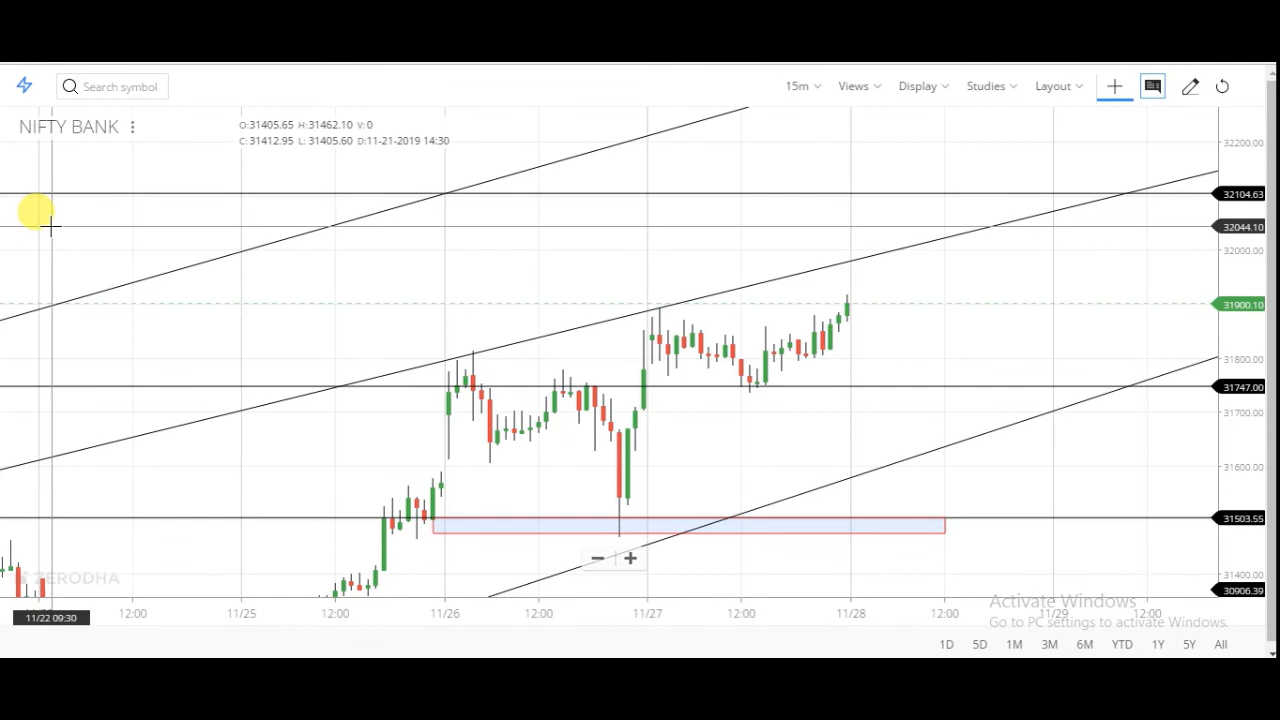 Search symbol
15m Views Display Studies Layout
NIFTY BANK
O:31405.65 H:31462.10 V:0
C:31412.95 L: 31405.60 D:11-21-2019 14:30
32200.00
32104.63
32044.10
32000.00
31900.10
31800.00
31747.00
31700.00
31600.00
31503.55
31400.00
30906.39
ZERODHA
11/22 09:30
12:00 11/25 12:00 11/26 12:00 11/27 12:00 11/28 12:00 11/29 12:00
Activate Windows
Go to PC settings to activate Windows.
1D 5D 1M 3M 6M YTD 1Y 5Y All